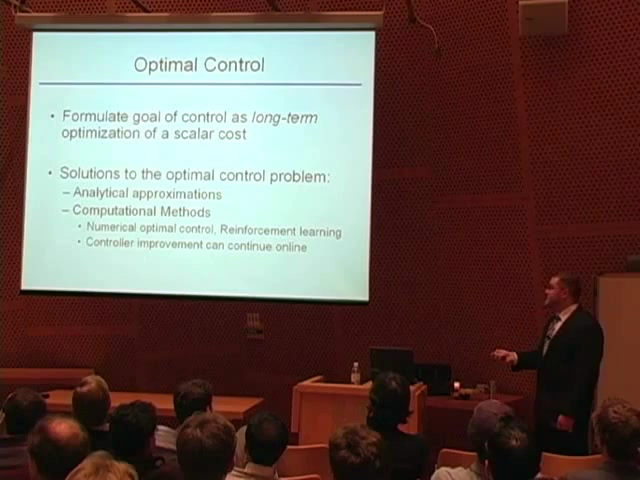 Optimal Control
• Formulate goal of control as long-term
optimization of a scalar cost
• Solutions to the optimal control problem:
– Analytical approximations
– Computational Methods
• Numerical optimal control, Reinforcement learning
• Controller improvement can continue online